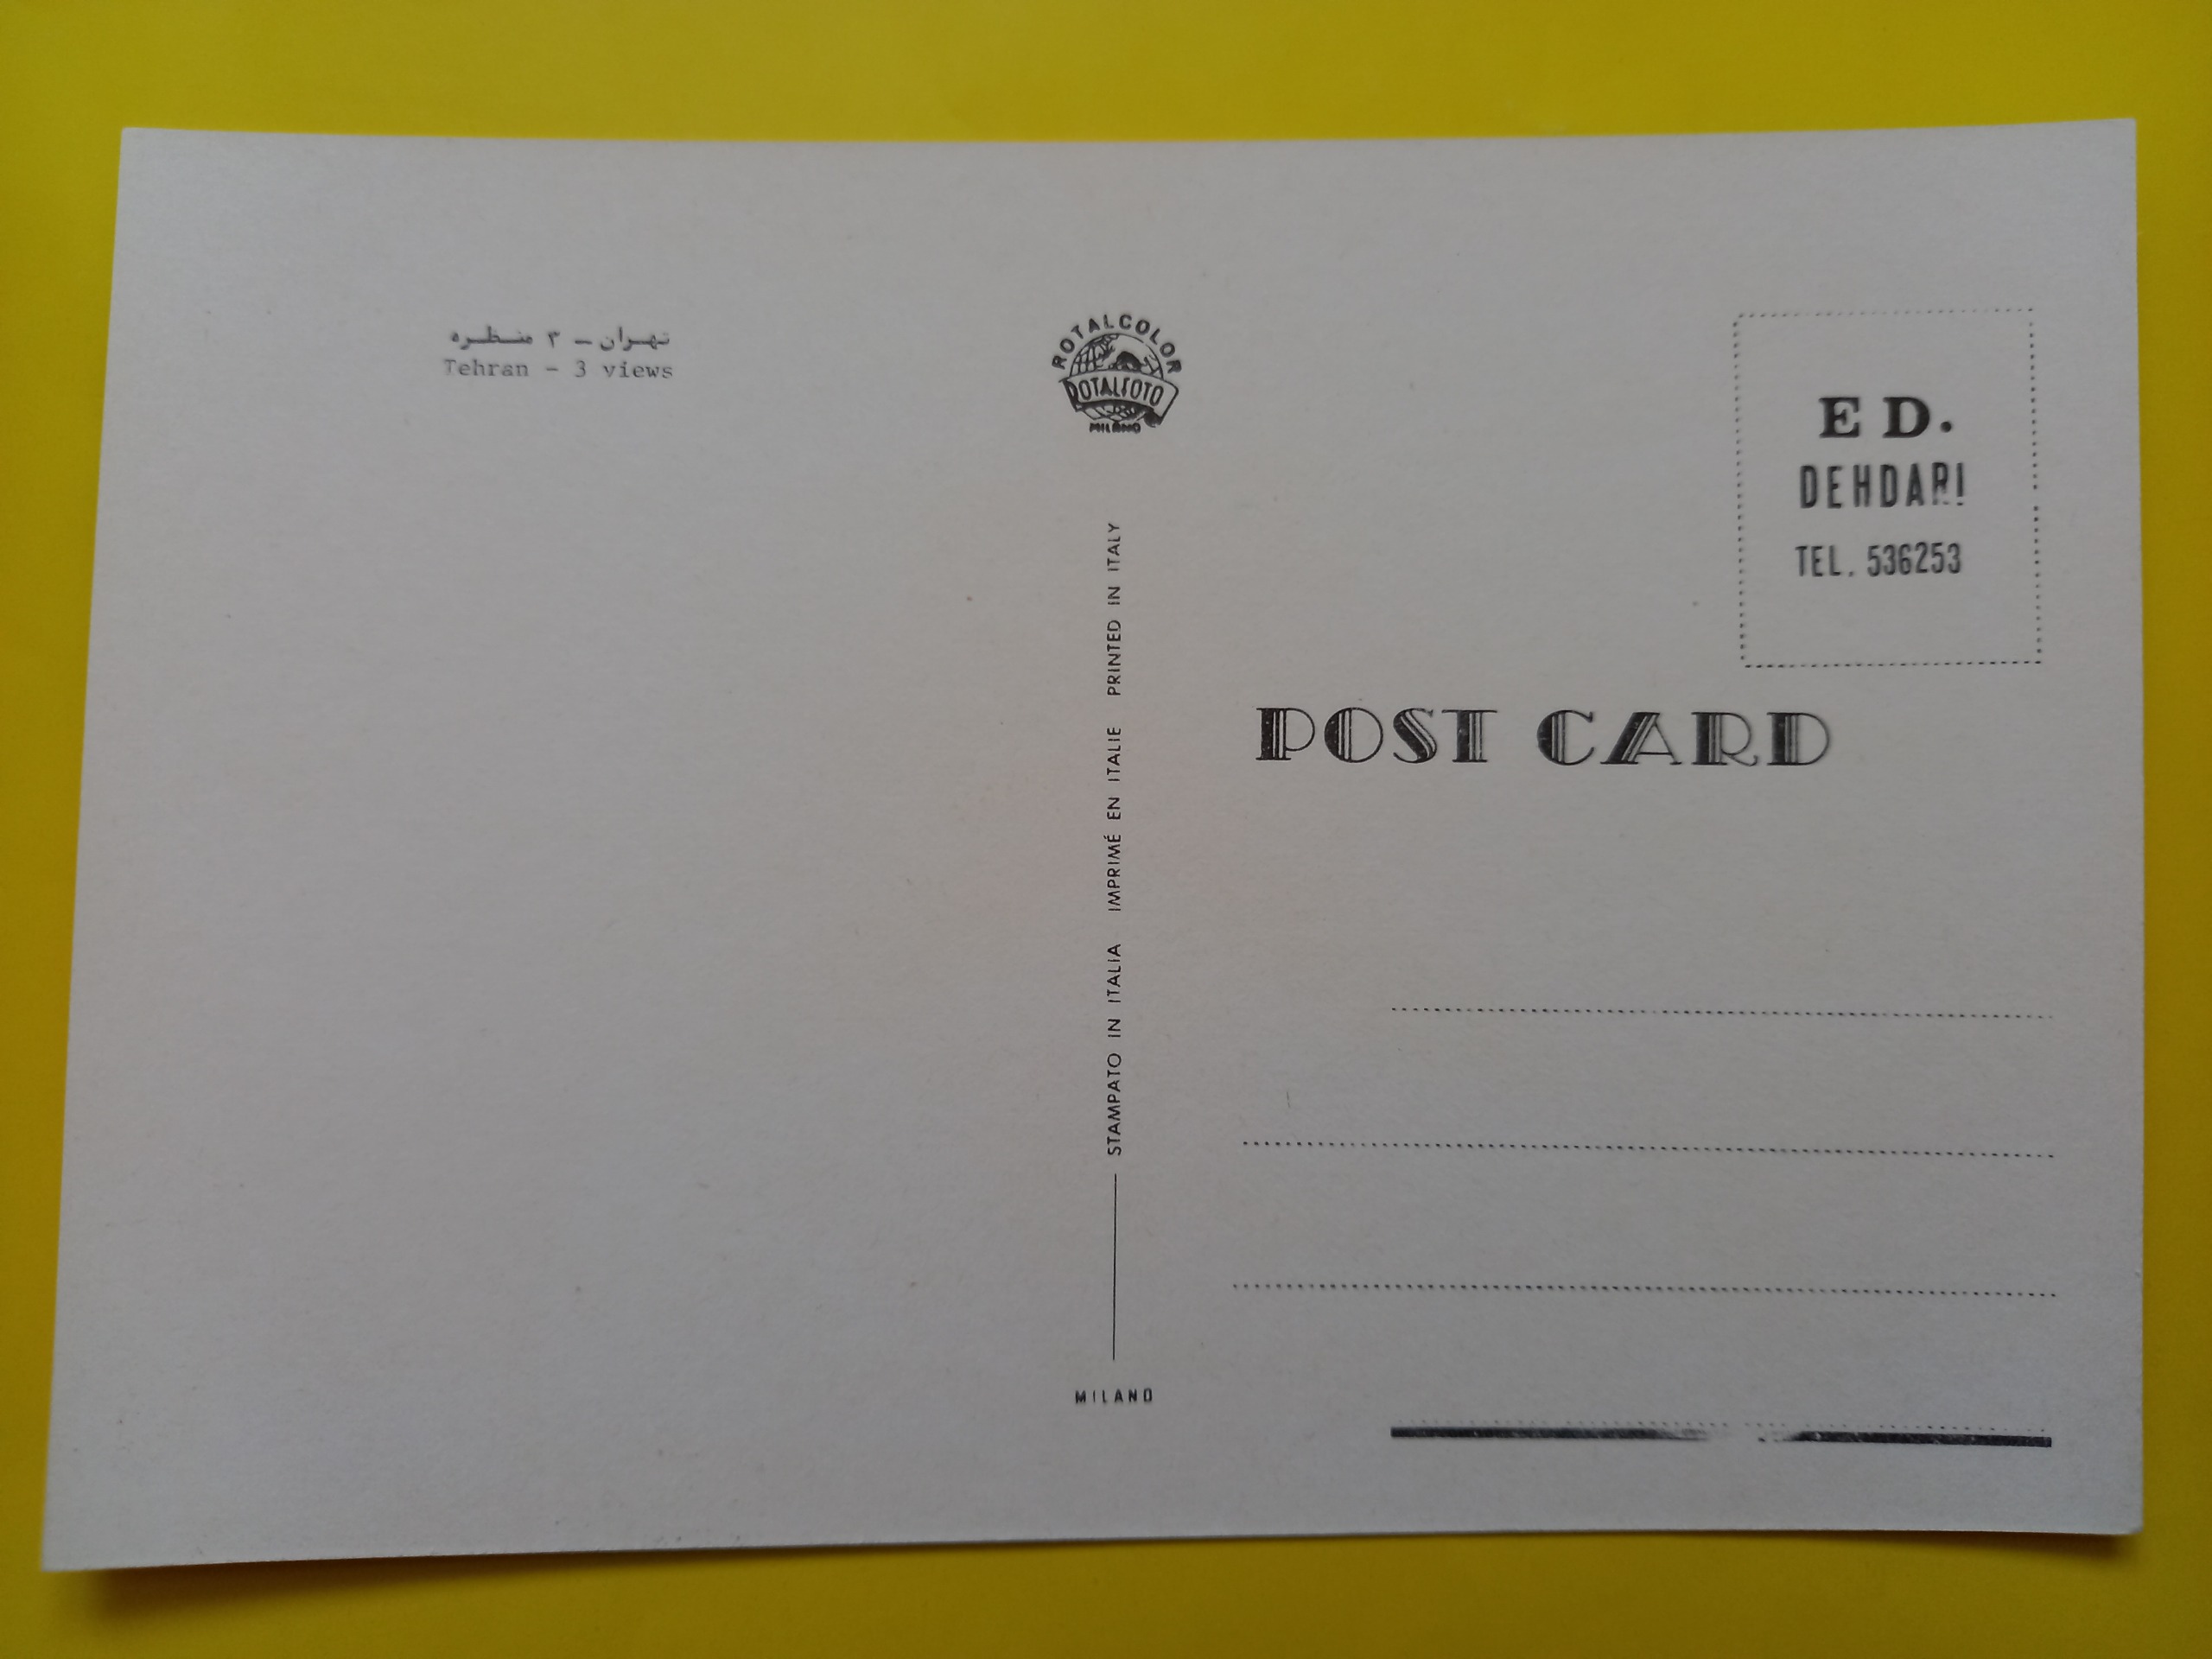 تهران – ۳ منظره
Tehran - 3 views
ROTALCOLOR
ROTALFOTO
MILANO
STAMPATO IN ITALIA IMPRIMÉ EN ITALIE PRINTED IN ITALY
MILANO
ED.
DEHDARI
TEL. 536253
POST CARD